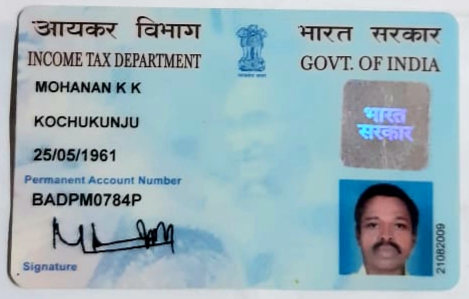 आयकर विभाग
INCOME TAX DEPARTMENT
भारत सरकार
GOVT. OF INDIA
MOHANAN K K
KOCHUKUNJU
25/05/1961
Permanent Account Number
BADPM0784P
Signature
भारत
सरकार
21082009